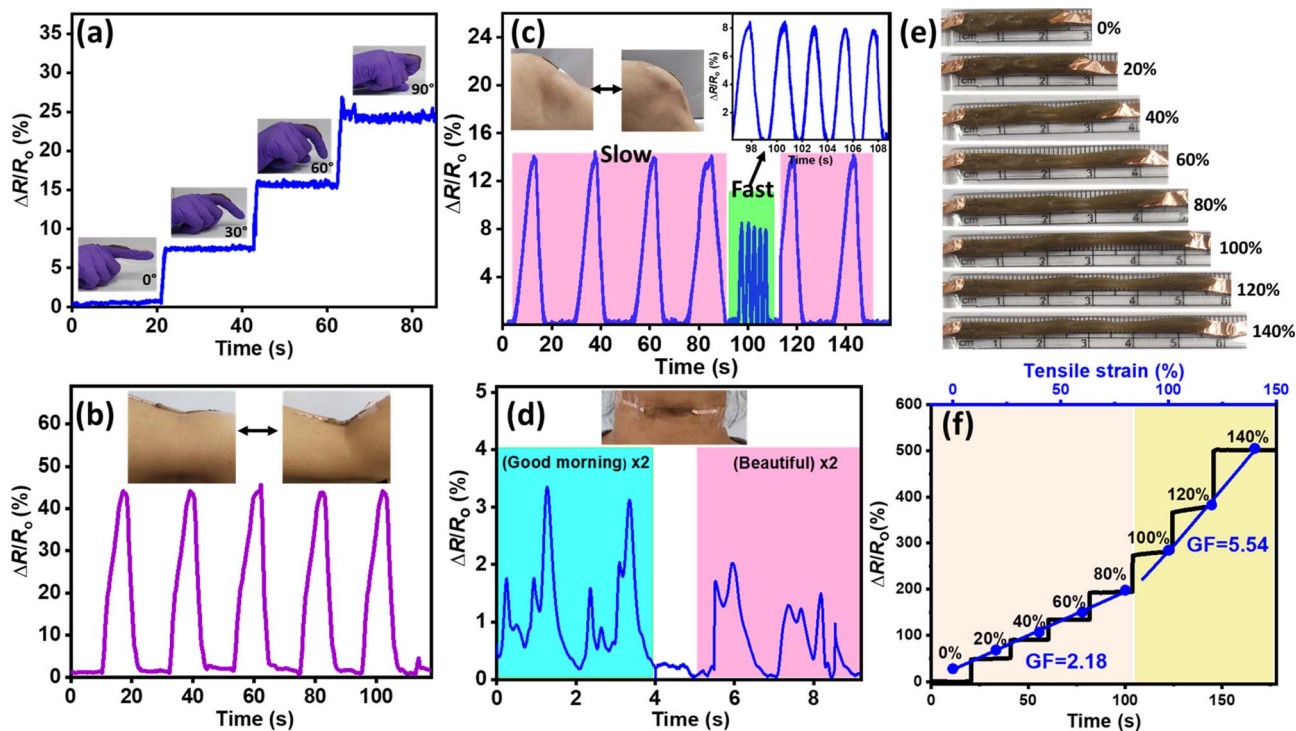 (a)
ΔR/Ro (%)
35
30
25
20
15
10
5
0
0°
30°
60°
90°
0 20 40 60 80
Time (s)
(b)
ΔR/Ro (%)
60
50
40
30
20
10
0
0 20 40 60 80 100
Time (s)
(c)
ΔR/Ro (%)
28
24
20
16
12
8
4
Slow
Fast
0 20 40 60 80 100 120 140
Time (s)
ΔR/Ro (%)
8
6
4
2
98 100 102 104 106 108
Time (s)
(d)
ΔR/Ro (%)
5
4
3
2
1
0
(Good morning) x2
(Beautiful) x2
0 2 4 6 8
Time (s)
(e)
0%
20%
40%
60%
80%
100%
120%
140%
Tensile strain (%)
0 50 100 150
(f)
ΔR/Ro(%)
600
500
400
300
200
100
0
0%
20%
40%
60%
80%
100%
120%
140%
GF=2.18
GF=5.54
0 50 100 150
Time (s)